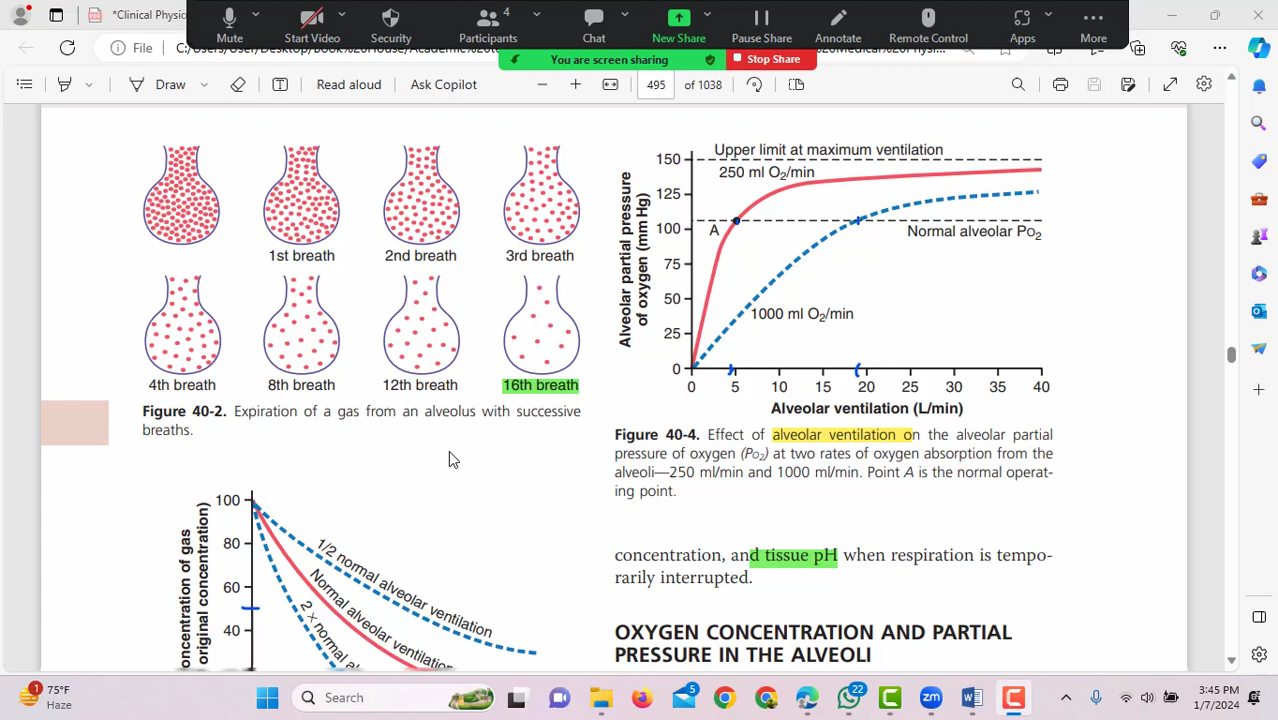 *Clinical Physi
Mute
Start Video
Security
4
Participants
Chat
New Share
Pause Share
Annotate
Remote Control
Apps
More
You are screen sharing
Stop Share
File
Draw
Read aloud
Ask Copilot
495 of 1038
1st breath
2nd breath
3rd breath
4th breath
8th breath
12th breath
16th breath
Figure 40-2. Expiration of a gas from an alveolus with successive
breaths.
100
80
60
40
oncentration of gas
original concentration)
1/2 normal alveolar ventilation
Normal alveolar ventilation
2 × normal al
Upper limit at maximum ventilation
250 ml O2/min
A
Normal alveolar PO2
1000 ml O2/min
150
125
100
75
50
25
0
Alveolar partial pressure
of oxygen (mm Hg)
0 5 10 15 20 25 30 35 40
Alveolar ventilation (L/min)
Figure 40-4. Effect of alveolar ventilation on the alveolar partial
pressure of oxygen (PO2) at two rates of oxygen absorption from the
alveoli—250 ml/min and 1000 ml/min. Point A is the normal operat-
ing point.
concentration, and tissue pH when respiration is tempo-
rarily interrupted.
OXYGEN CONCENTRATION AND PARTIAL
PRESSURE IN THE ALVEOLI
1
75°F
Haze
Search
5
22
zm
3:45 PM
1/7/2024